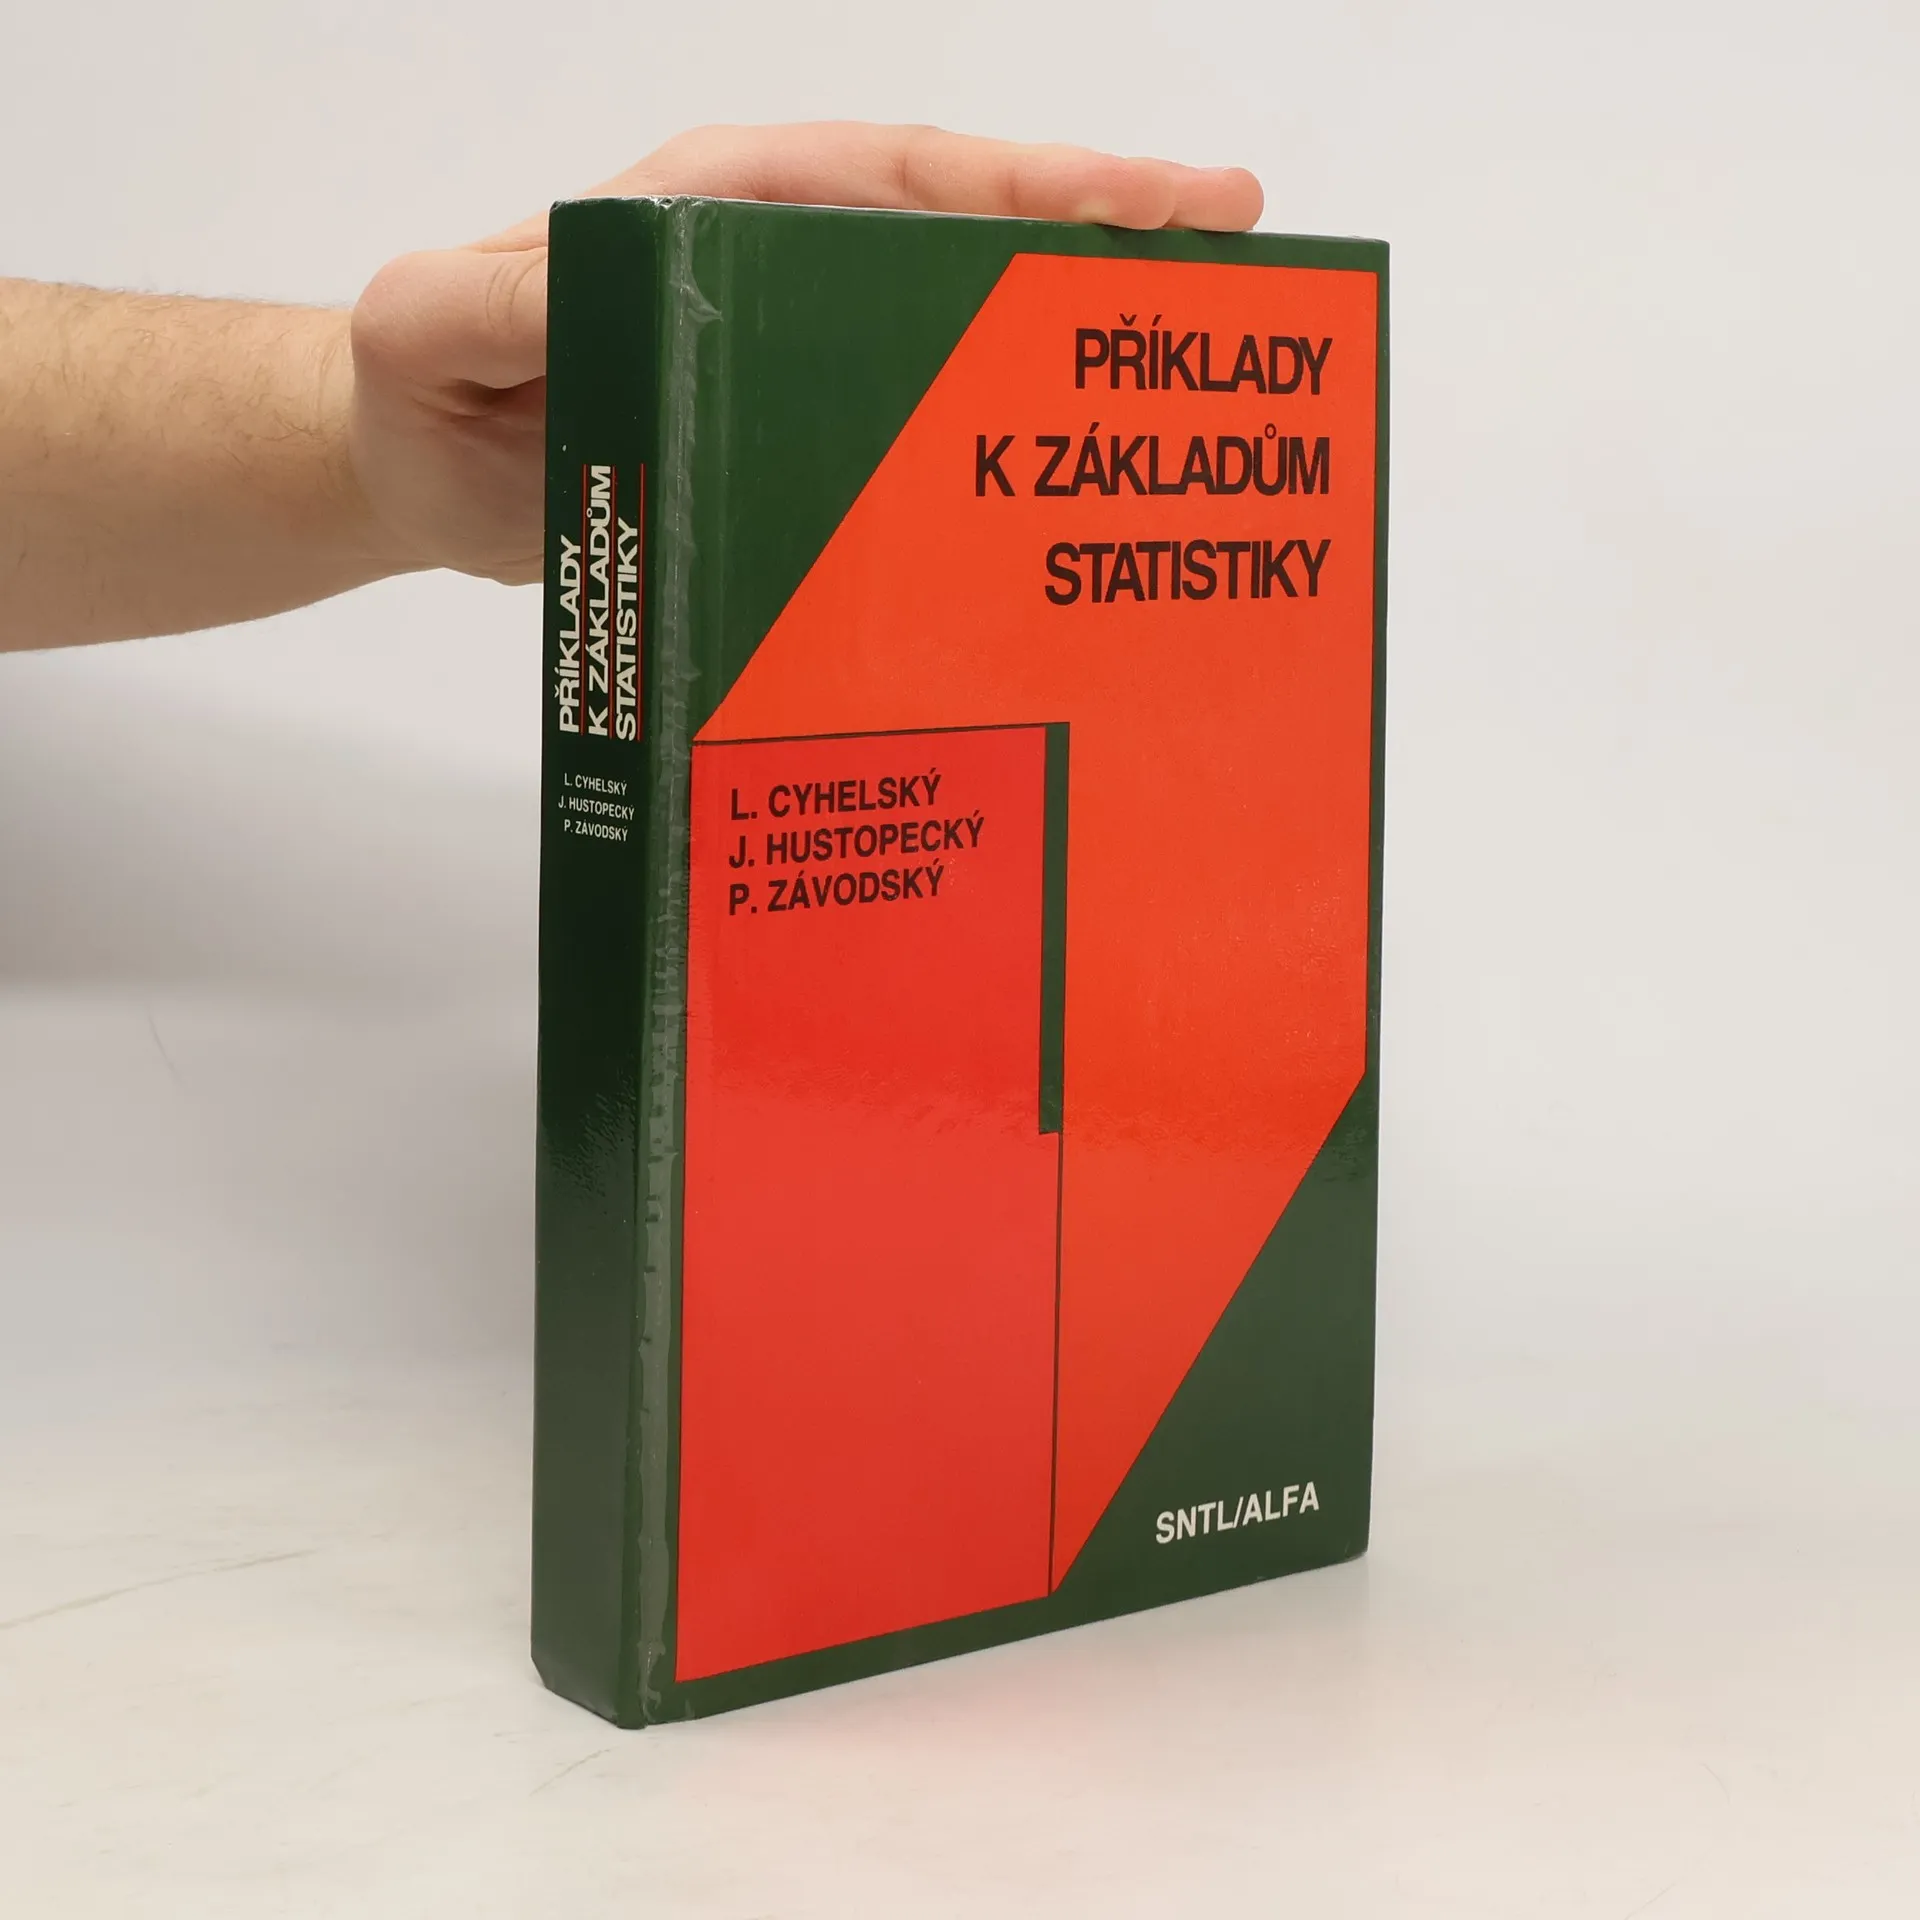 PŘÍKLADY
K ZÁKLADŮM
STATISTIKY
L. CYHELSKÝ
J. HUSTOPECKÝ
P. ZÁVODSKÝ
PŘÍKLADY
K ZÁKLADŮM
STATISTIKY
L. CYHELSKÝ
J. HUSTOPECKÝ
P. ZÁVODSKÝ
SNTL/ALFA